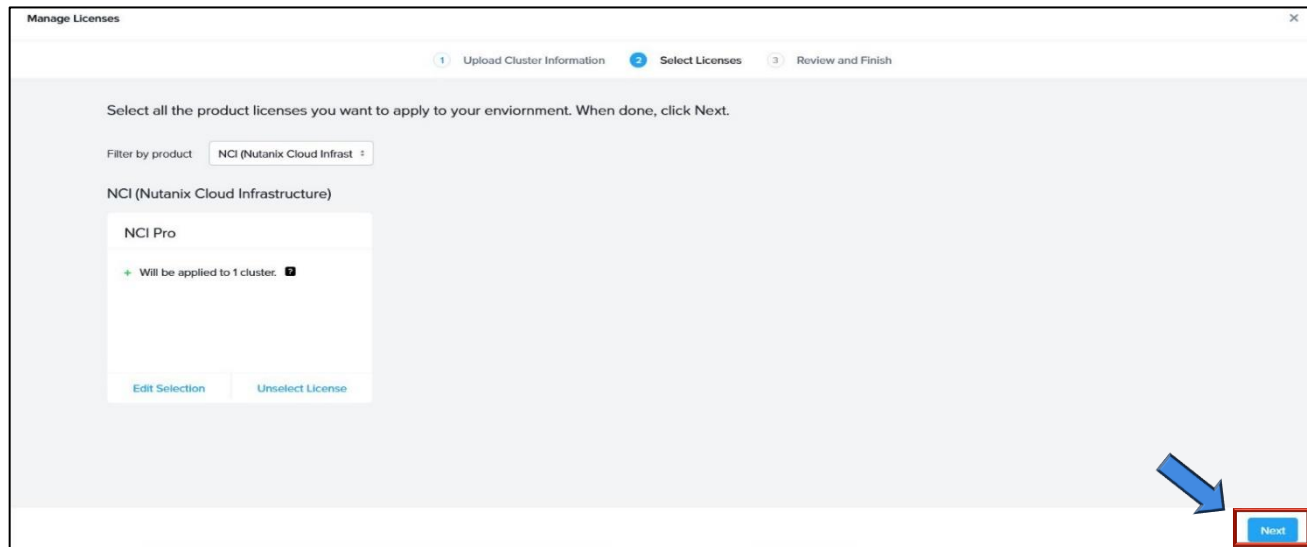 Manage Licenses
1 Upload Cluster Information 2 Select Licenses 3 Review and Finish
Select all the product licenses you want to apply to your enviornment. When done, click Next.
Filter by product NCI (Nutanix Cloud Infrast
NCI (Nutanix Cloud Infrastructure)
NCI Pro
+ Will be applied to 1 cluster. ?
Edit Selection Unselect License
Next